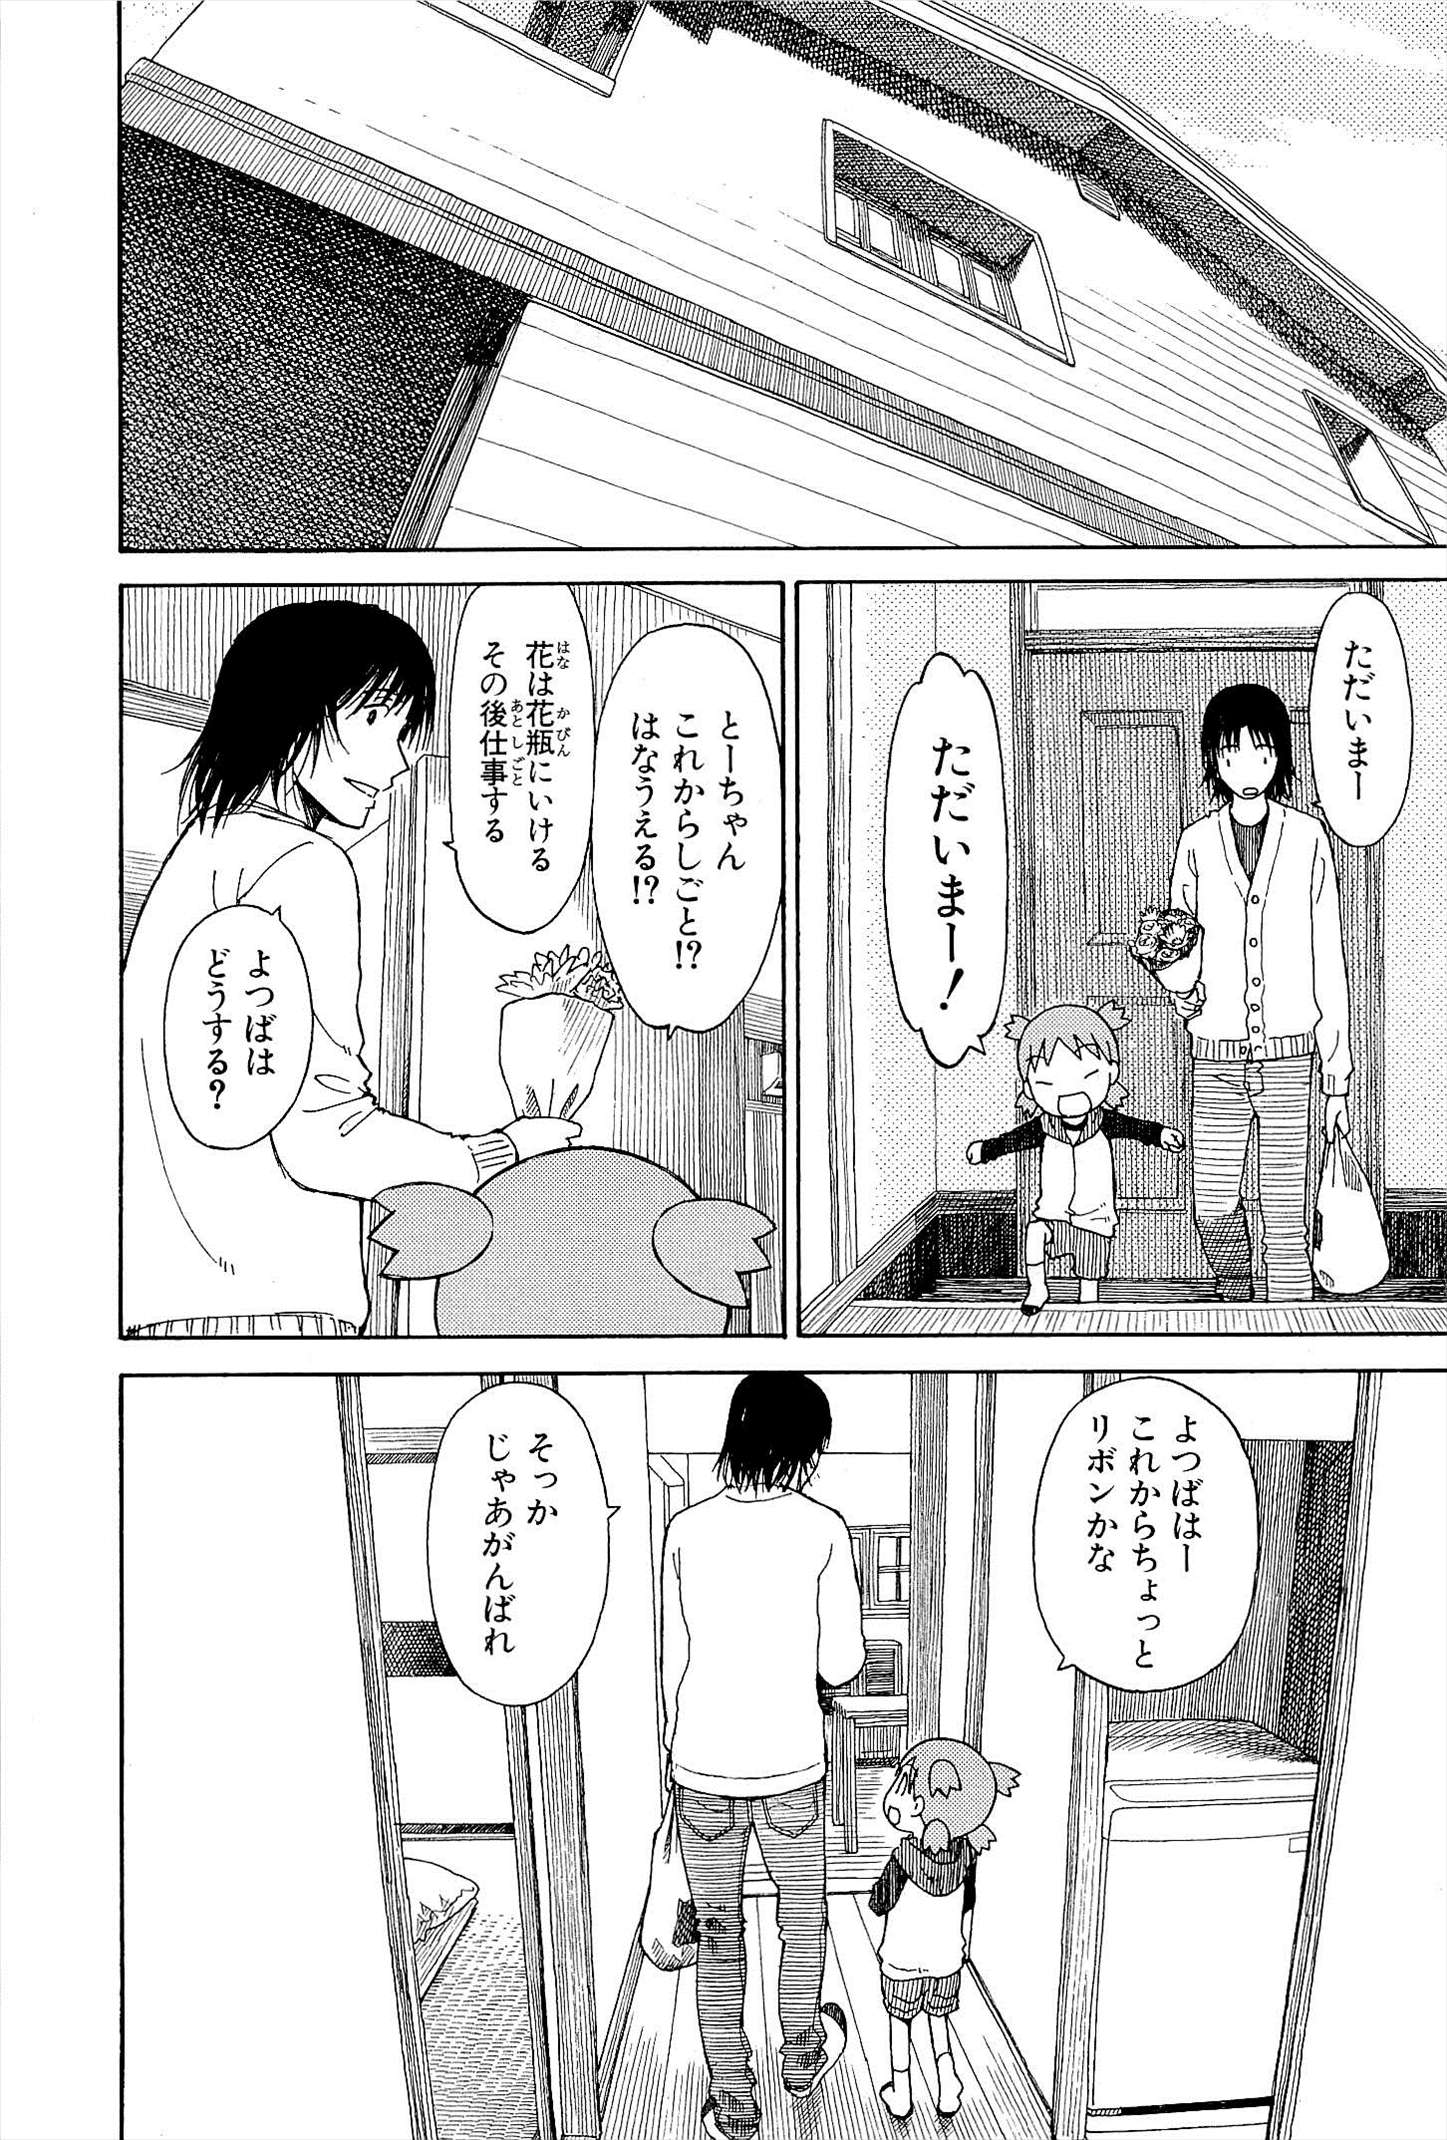 ただいまー
ただいまー！
とーちゃん
これからしごと!?
はなうえる!?
花は花瓶にいける
その後仕事する
よつばは
どうする？
よつばはー
これからちょっと
リボンかな
そっか
じゃあがんばれ